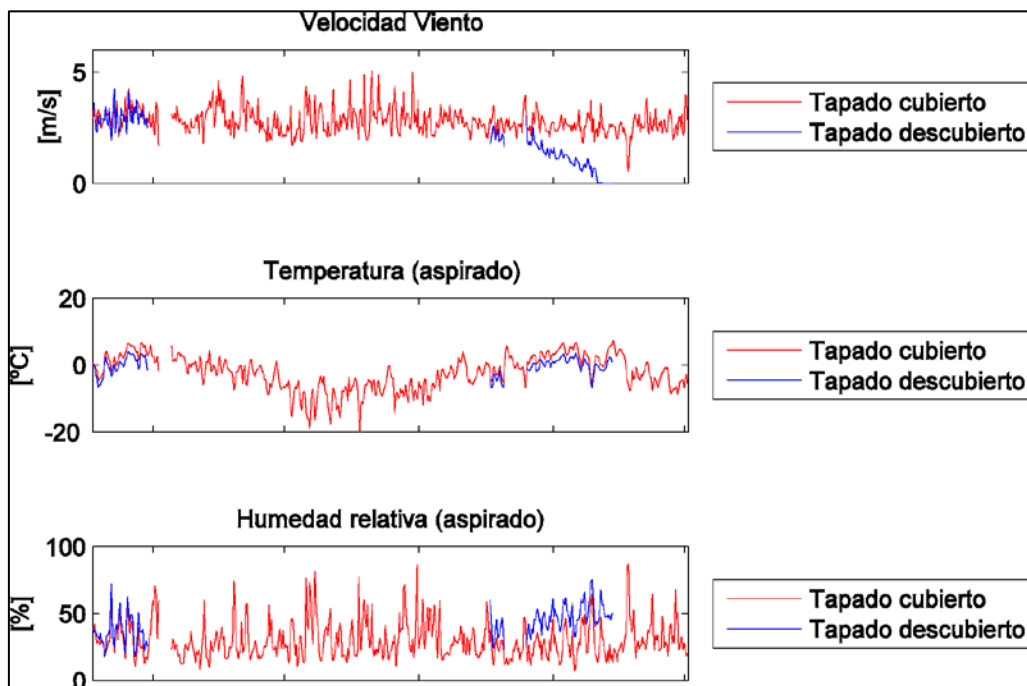 Velocidad Viento
[m/s]
5
0
Tapado cubierto
Tapado descubierto
Temperatura (aspirado)
[ºC]
20
0
-20
Tapado cubierto
Tapado descubierto
Humedad relativa (aspirado)
[%]
100
50
0
Tapado cubierto
Tapado descubierto